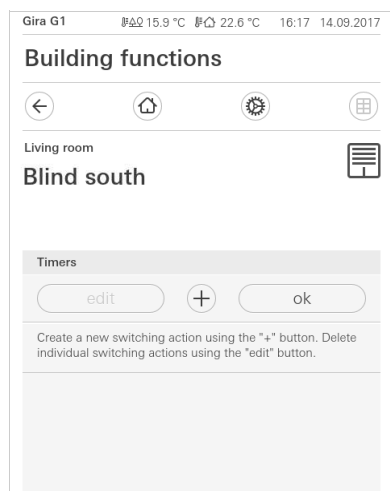 Gira G1 15.9 °C 22.6 °C 16:17 14.09.2017
Building functions
Living room
Blind south
Timers
edit + ok
Create a new switching action using the "+" button. Delete
individual switching actions using the "edit" button.